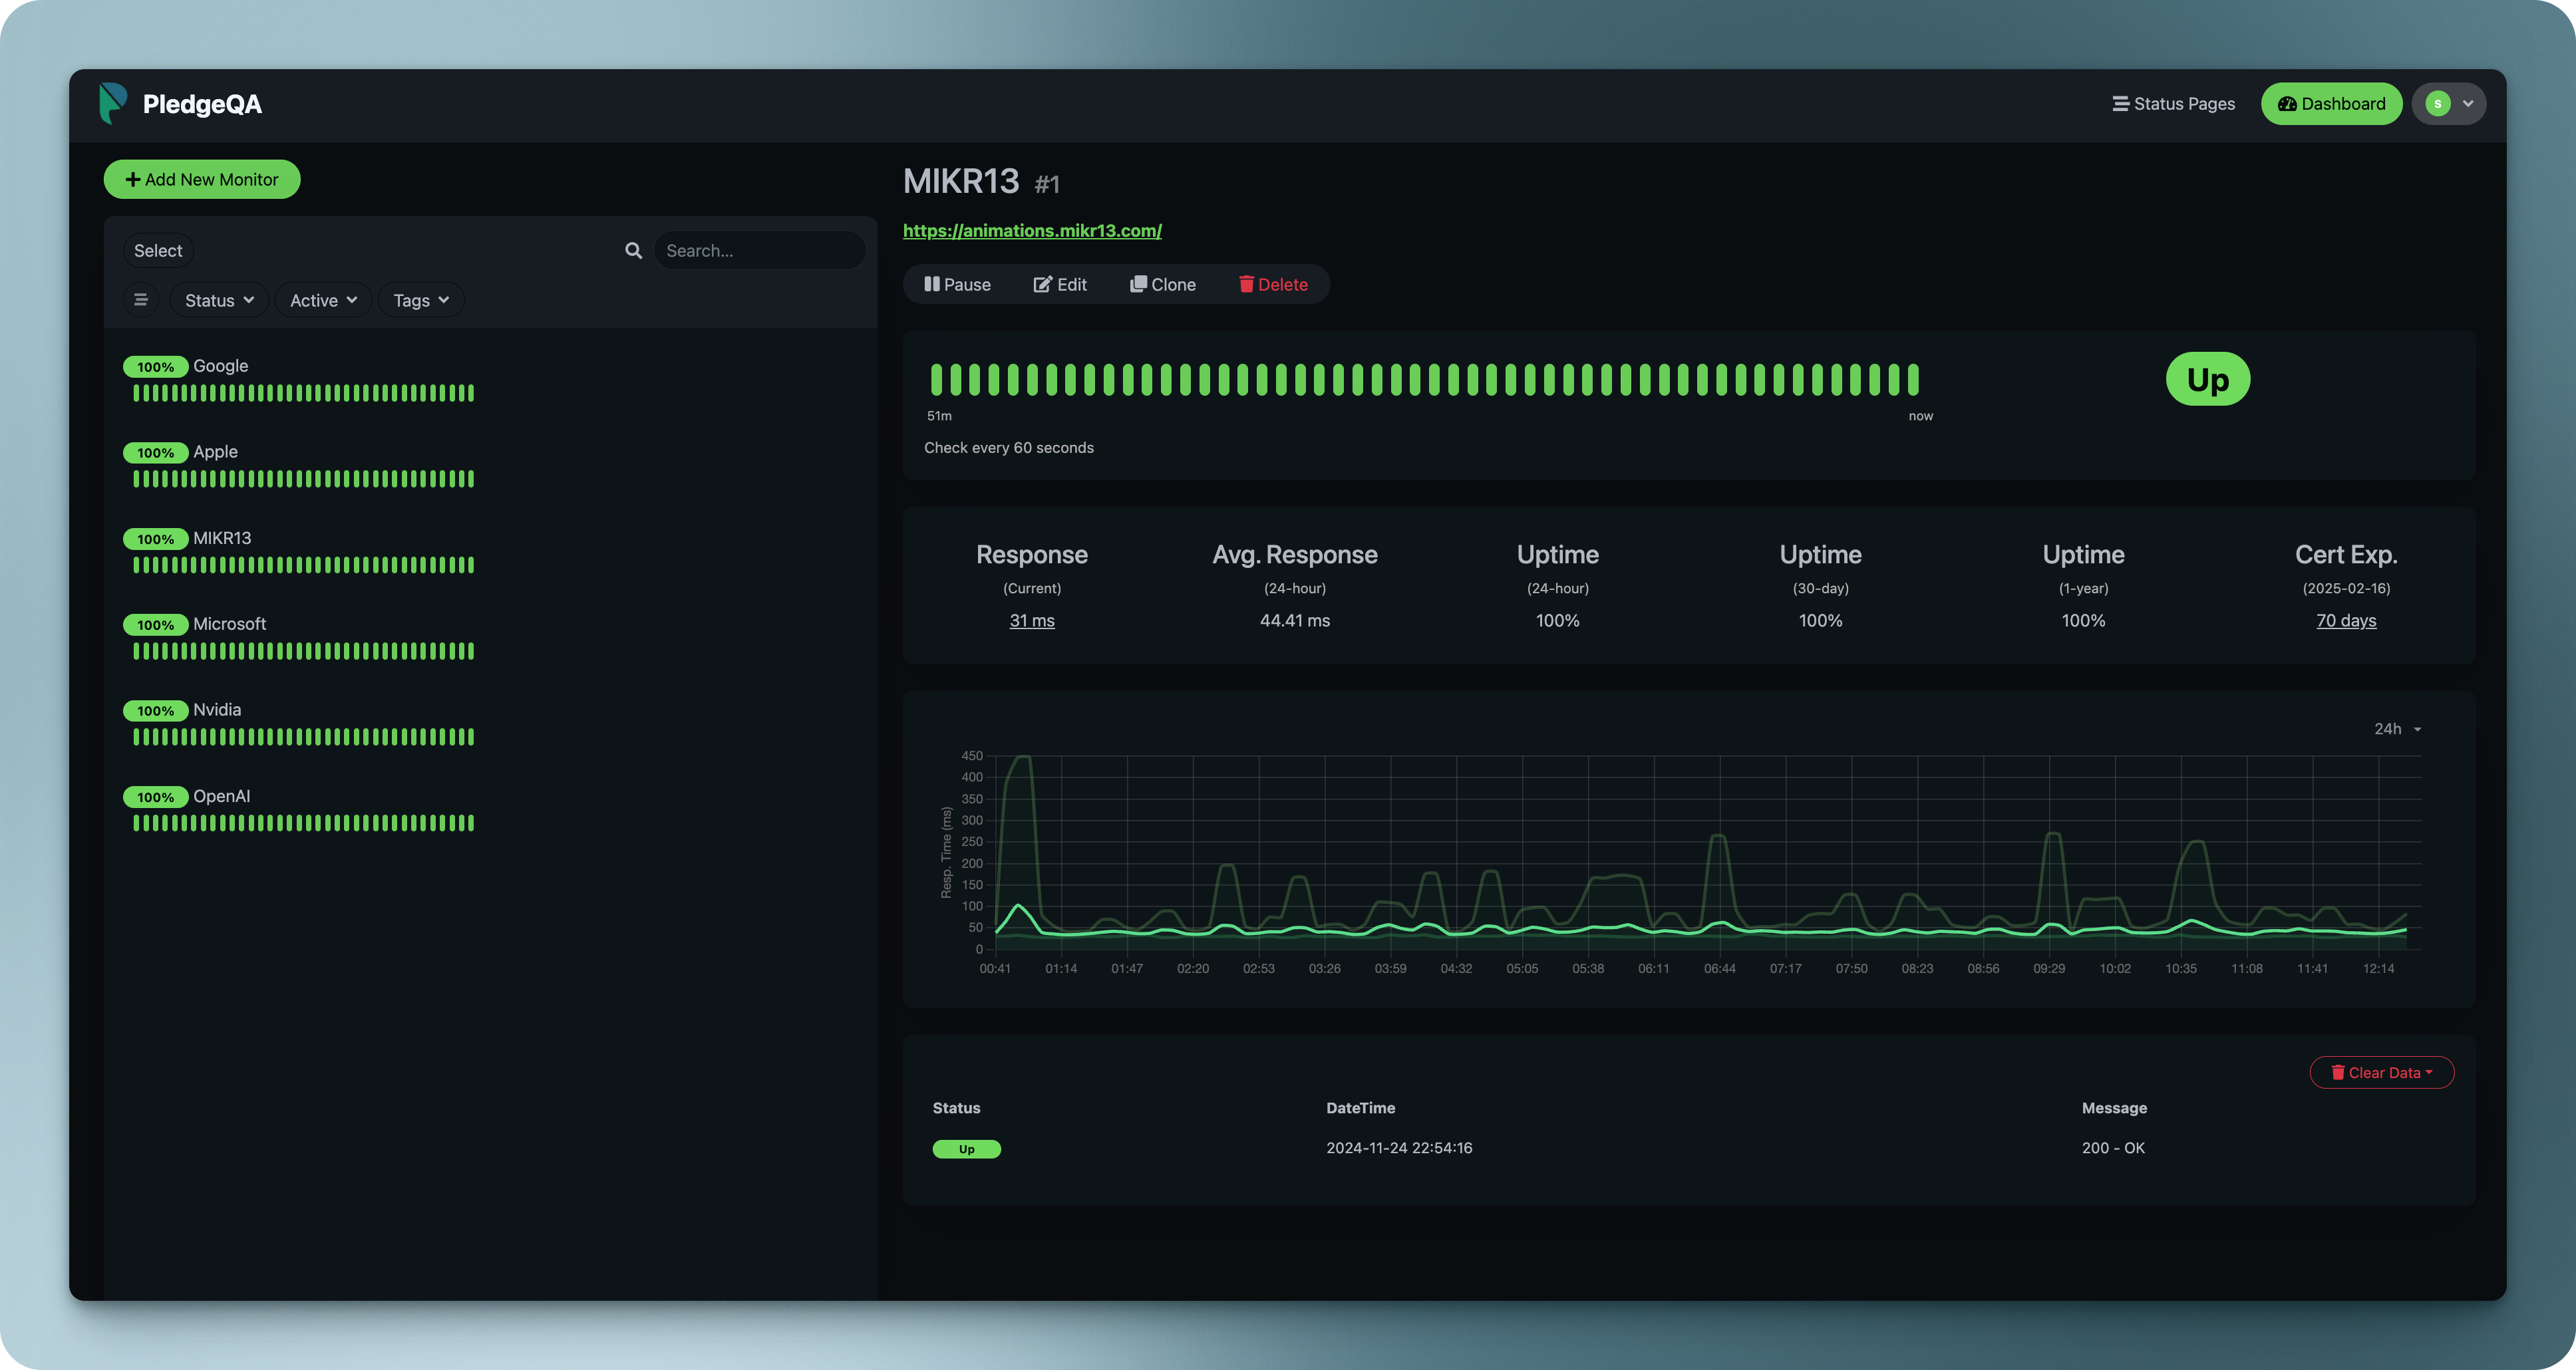 PledgeQA
Status Pages
Dashboard
S
Add New Monitor
Select
Search...
Status
Active
Tags
100% Google
100% Apple
100% MIKR13
100% Microsoft
100% Nvidia
100% OpenAI
MIKR13 #1
https://animations.mikr13.com/
Pause Edit Clone Delete
Up
51m now
Check every 60 seconds
Response
(Current)
31 ms
Avg. Response
(24-hour)
44.41 ms
Uptime
(24-hour)
100%
Uptime
(30-day)
100%
Uptime
(1-year)
100%
Cert Exp.
(2025-02-16)
70 days
24h
Resp. Time (ms)
450
400
350
300
250
200
150
100
50
0
00:41 01:14 01:47 02:20 02:53 03:26 03:59 04:32 05:05 05:38 06:11 06:44 07:17 07:50 08:23 08:56 09:29 10:02 10:35 11:08 11:41 12:14
Clear Data
Status DateTime Message
Up 2024-11-24 22:54:16 200 - OK